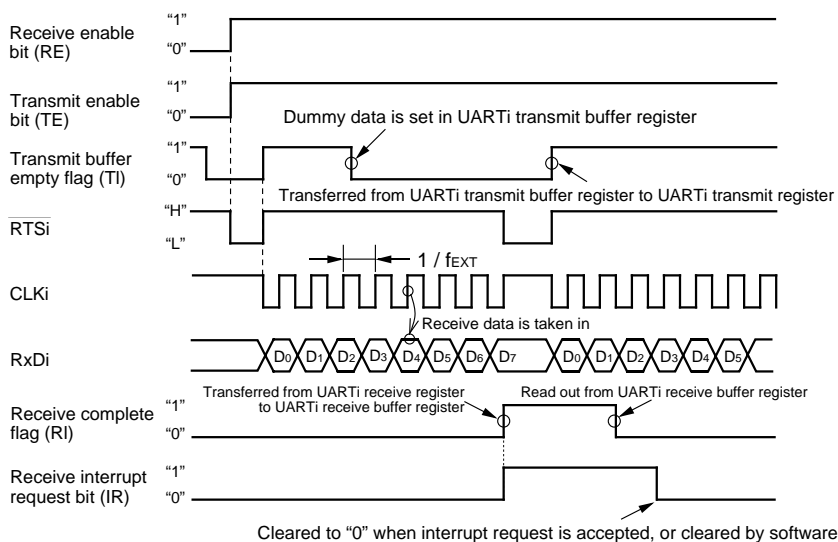 Receive enable
bit (RE)
“1”
“0”
Transmit enable
bit (TE)
“1”
“0”
Dummy data is set in UARTi transmit buffer register
Transmit buffer
empty flag (TI)
“1”
“0”
Transferred from UARTi transmit buffer register to UARTi transmit register
RTSi
“H”
“L”
1 / fEXT
CLKi
Receive data is taken in
RxDi
D0 D1 D2 D3 D4 D5 D6 D7 D0 D1 D2 D3 D4 D5
Transferred from UARTi receive register
to UARTi receive buffer register
Read out from UARTi receive buffer register
Receive complete
flag (RI)
“1”
“0”
Receive interrupt
request bit (IR)
“1”
“0”
Cleared to “0” when interrupt request is accepted, or cleared by software